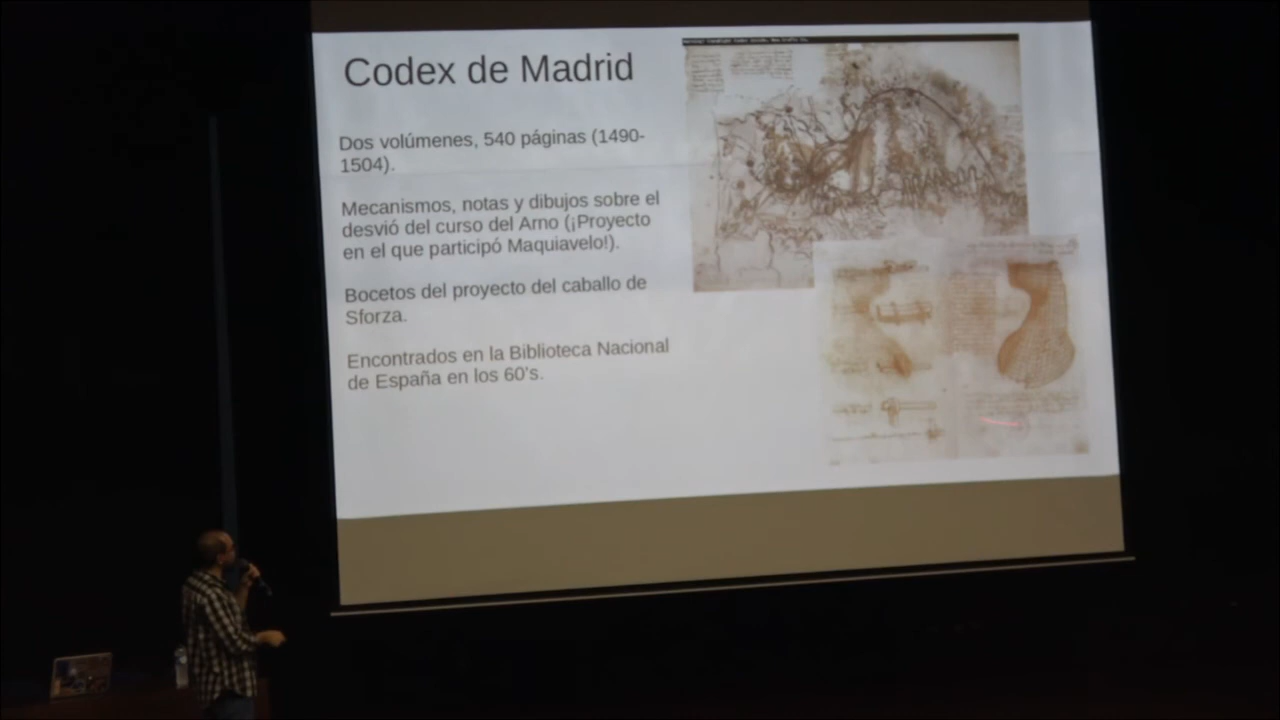 Codex de Madrid
Dos volúmenes, 540 páginas (1490-
1504).
Mecanismos, notas y dibujos sobre el
desvió del curso del Arno (¡Proyecto
en el que participó Maquiavelo!).
Bocetos del proyecto del caballo de
Sforza.
Encontrados en la Biblioteca Nacional
de España en los 60's.